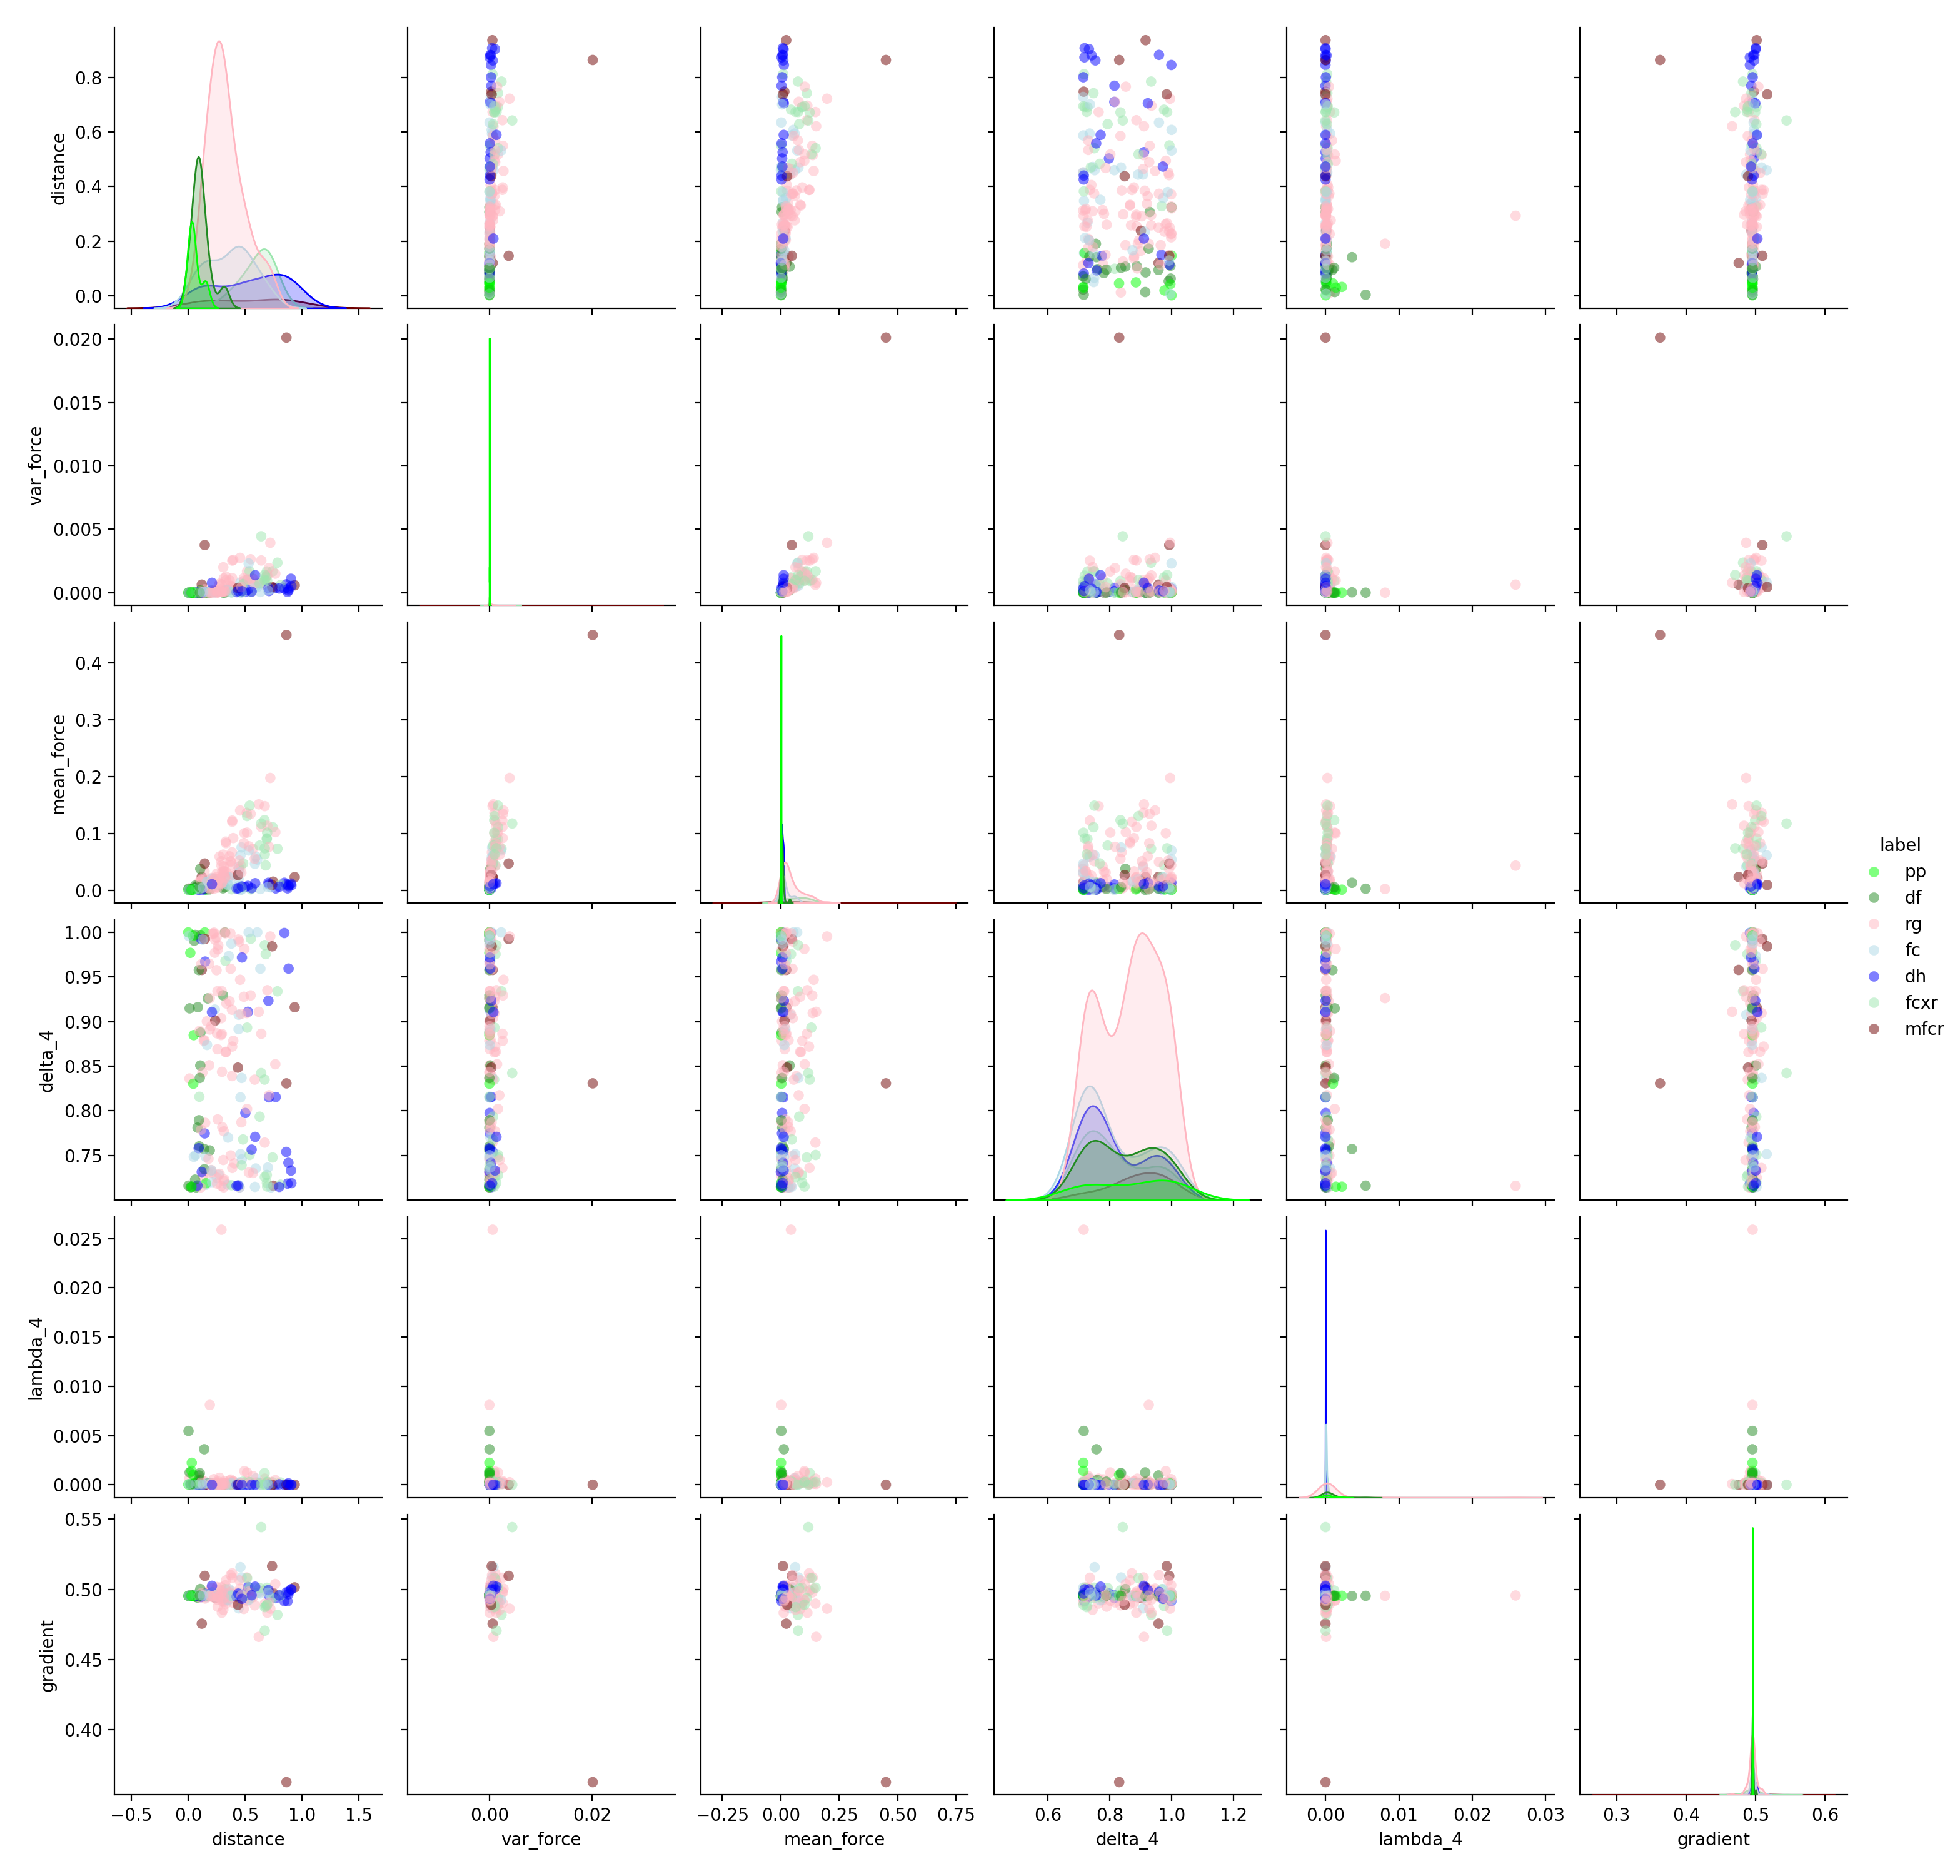 0.8
0.6
0.4
0.2
0.0
distance
0.020
0.015
0.010
0.005
0.000
var_force
0.4
0.3
0.2
0.1
0.0
mean_force
1.00
0.95
0.90
0.85
0.80
0.75
delta_4
0.025
0.020
0.015
0.010
0.005
0.000
lambda_4
0.55
0.50
0.45
0.40
gradient
−0.5 0.0 0.5 1.0 1.5
distance
0.00 0.02
var_force
−0.25 0.00 0.25 0.50 0.75
mean_force
0.6 0.8 1.0 1.2
delta_4
0.00 0.01 0.02 0.03
lambda_4
0.3 0.4 0.5 0.6
gradient
label
pp
df
rg
fc
dh
fcxr
mfcr